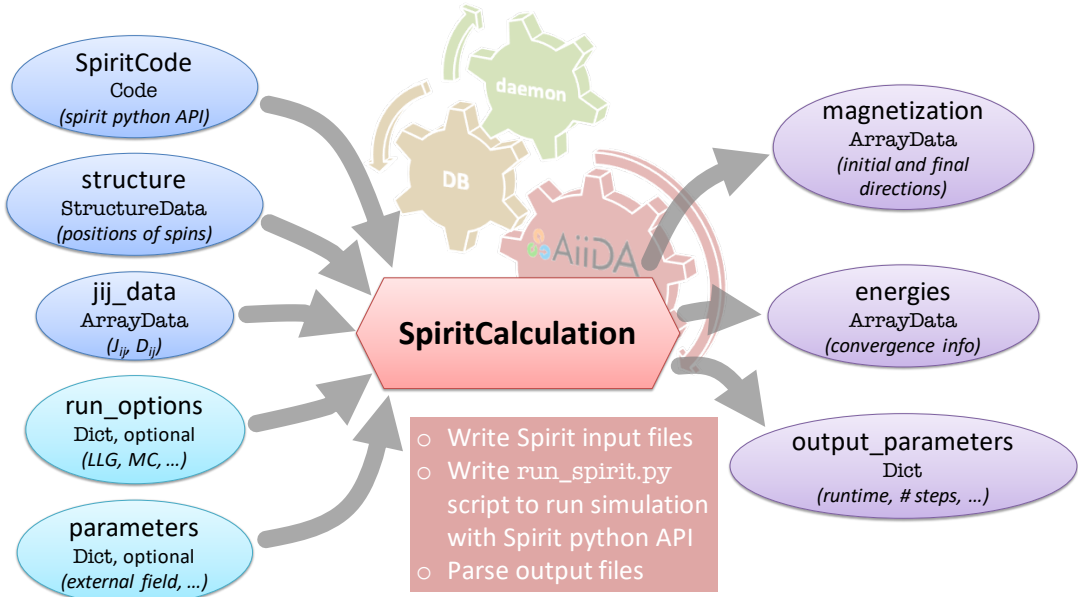 SpiritCode
Code
(spirit python API)
structure
StructureData
(positions of spins)
jij_data
ArrayData
(Jij, Dij)
run_options
Dict, optional
(LLG, MC, …)
parameters
Dict, optional
(external field, …)
daemon
DB
AiiDA
SpiritCalculation
○ Write Spirit input files
○ Write run_spirit.py
script to run simulation
with Spirit python API
○ Parse output files
magnetization
ArrayData
(initial and final
directions)
energies
ArrayData
(convergence info)
output_parameters
Dict
(runtime, # steps, …)